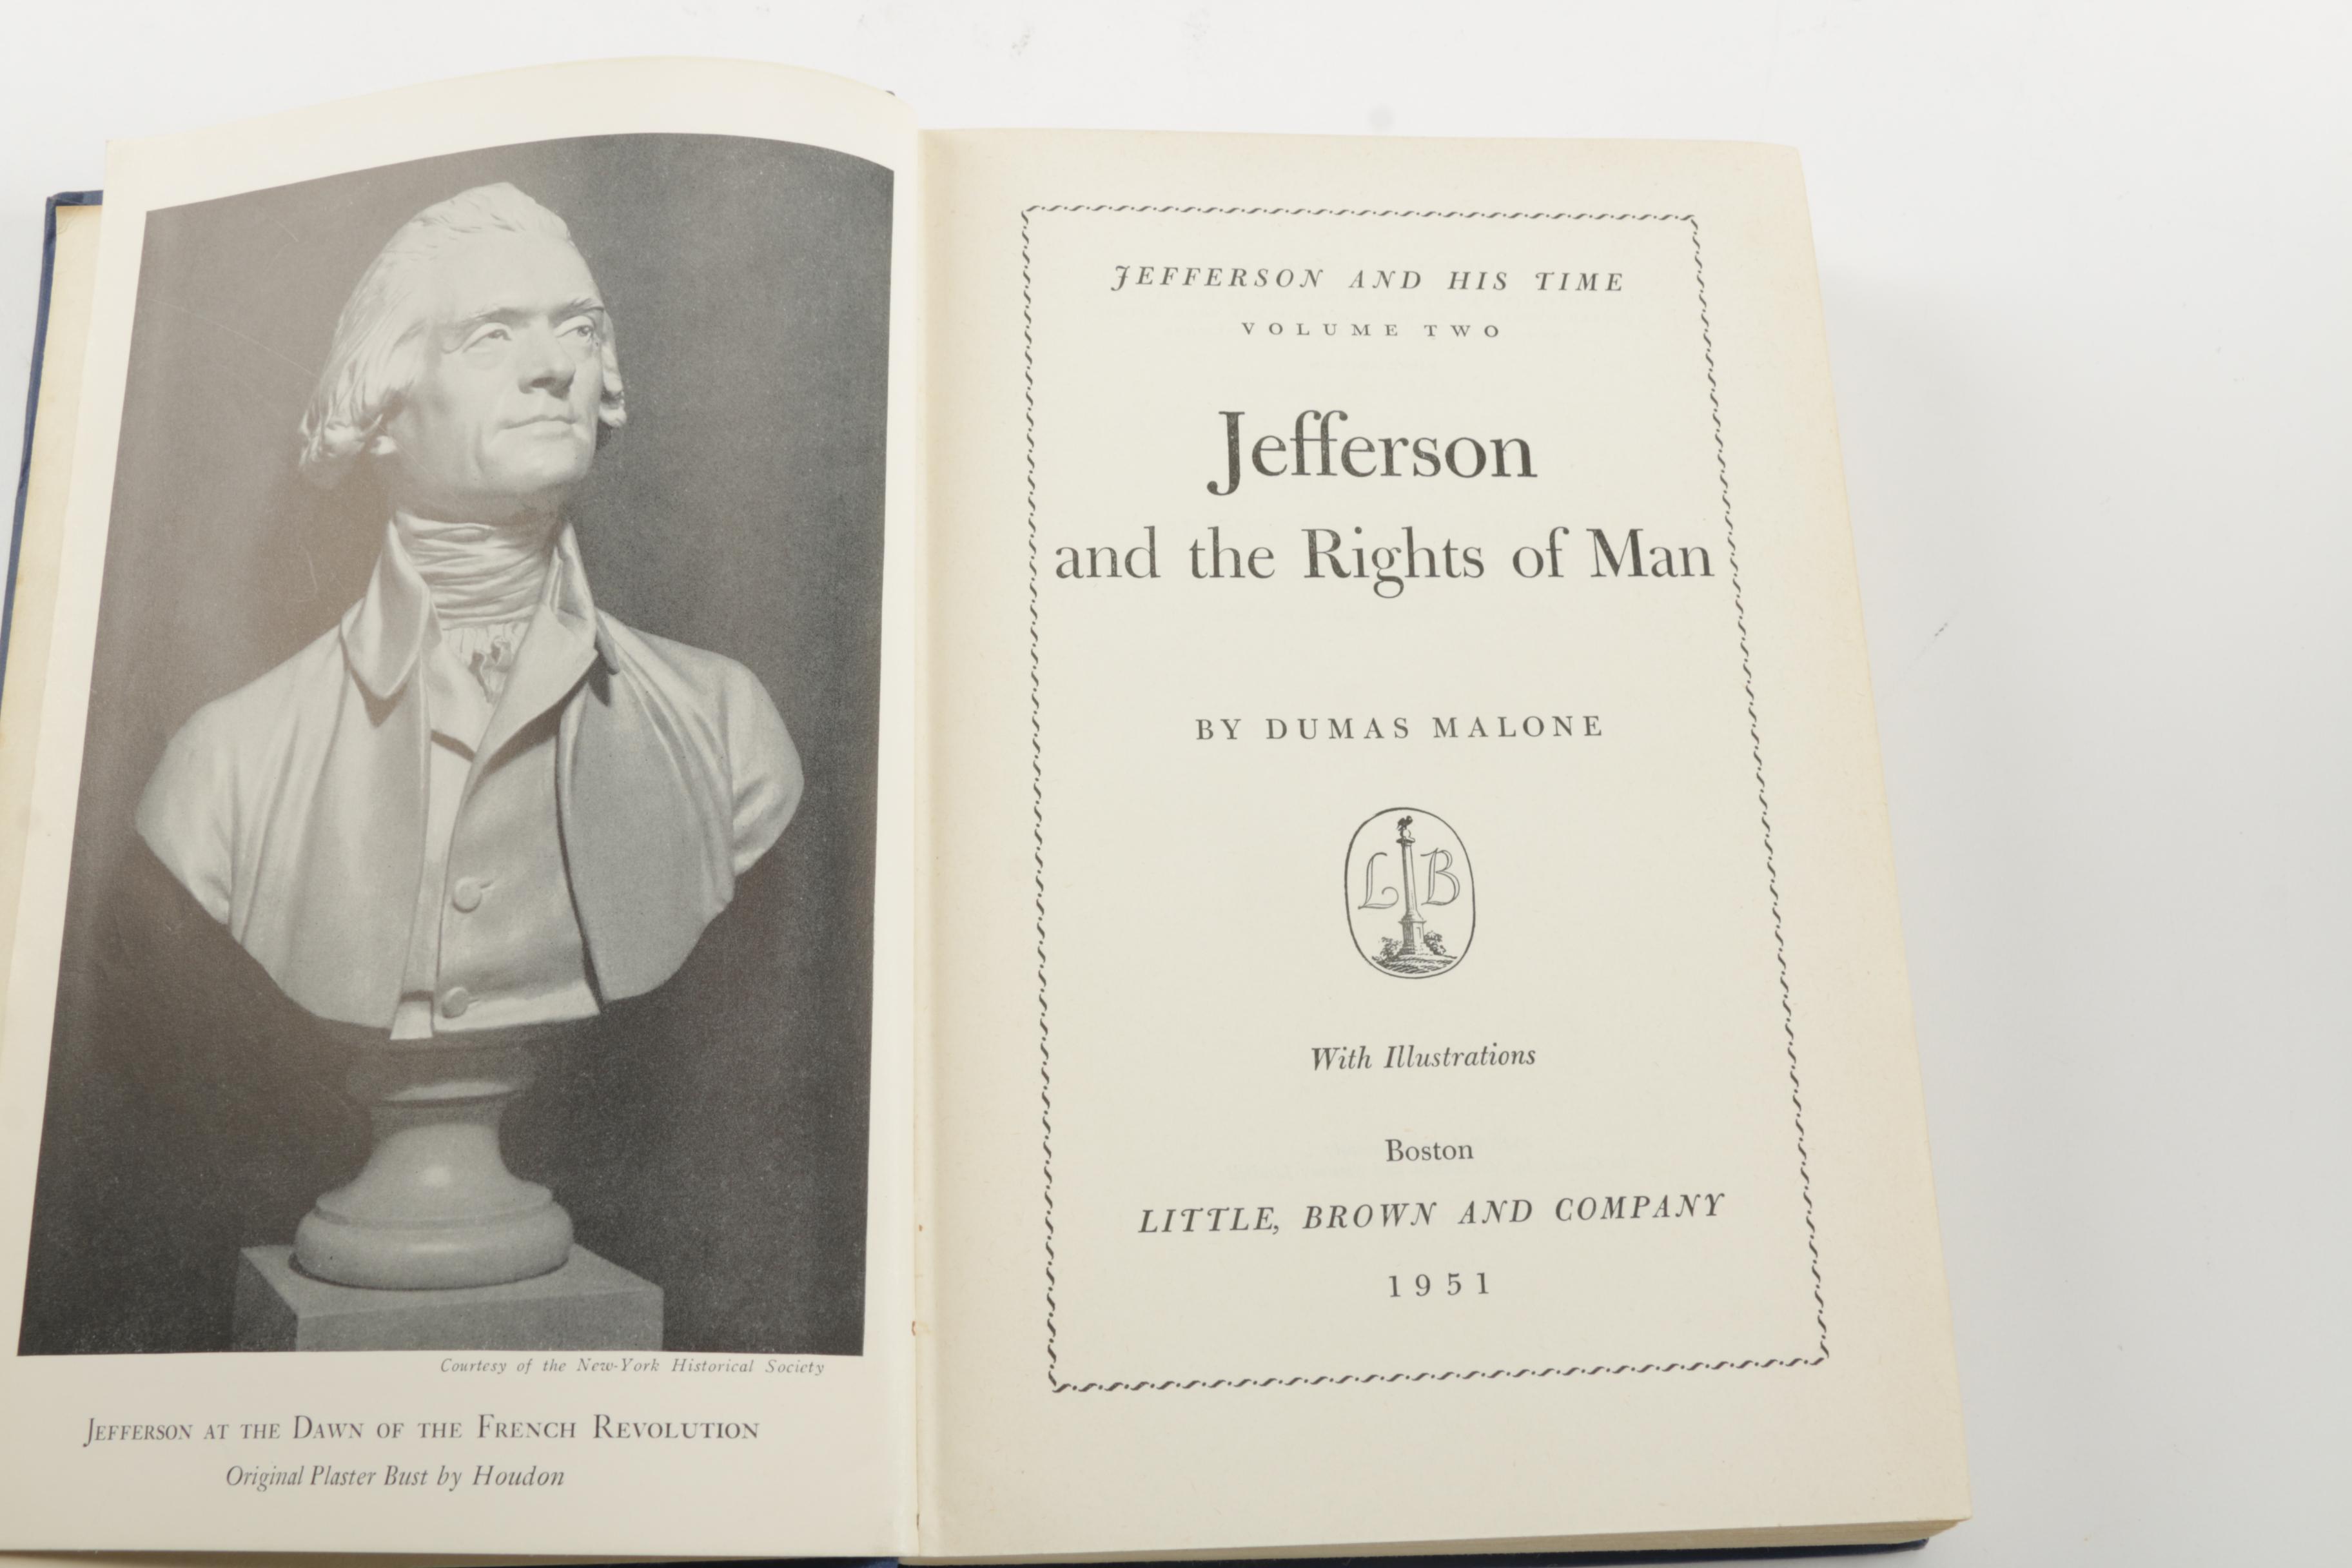 Courtesy of the New-York Historical Society
JEFFERSON AT THE DAWN OF THE FRENCH REVOLUTION
Original Plaster Bust by Houdon
JEFFERSON AND HIS TIME
VOLUME TWO
Jefferson
and the Rights of Man
BY DUMAS MALONE
L B
With Illustrations
Boston
LITTLE, BROWN AND COMPANY
1951